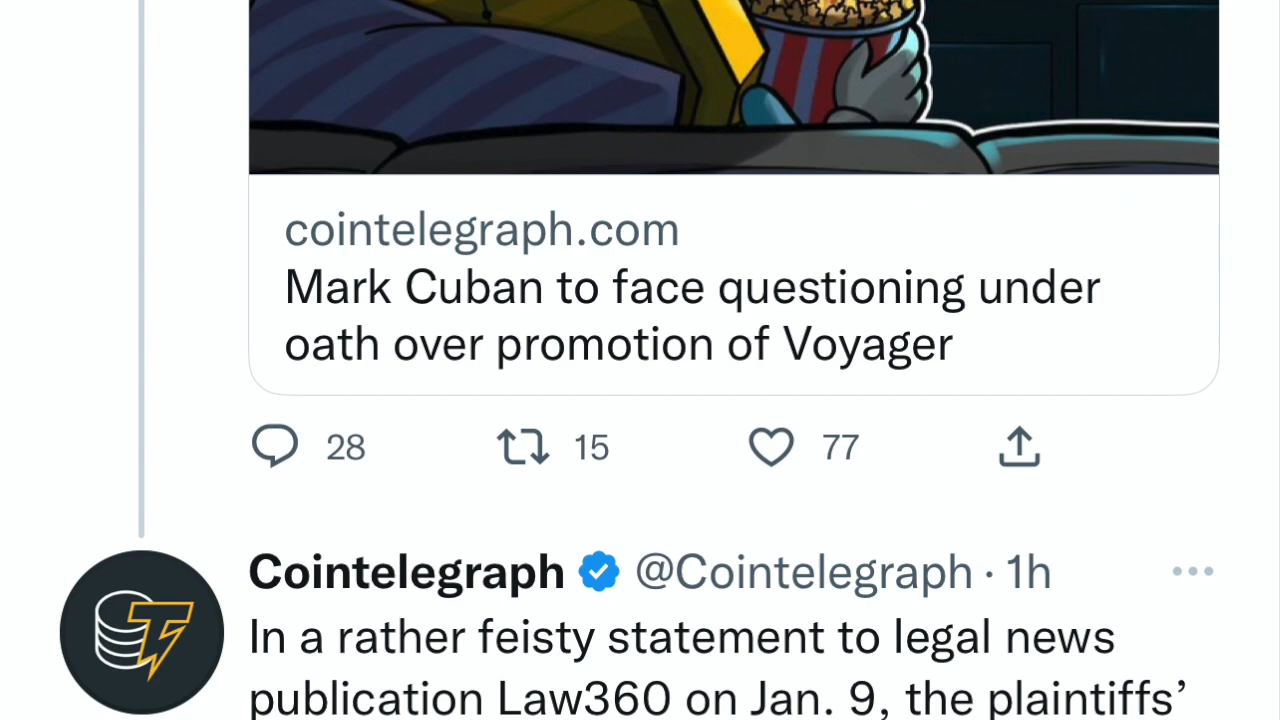 cointelegraph.com
Mark Cuban to face questioning under
oath over promotion of Voyager
28 15 77
Cointelegraph @Cointelegraph · 1h
In a rather feisty statement to legal news
publication Law360 on Jan. 9, the plaintiffs’